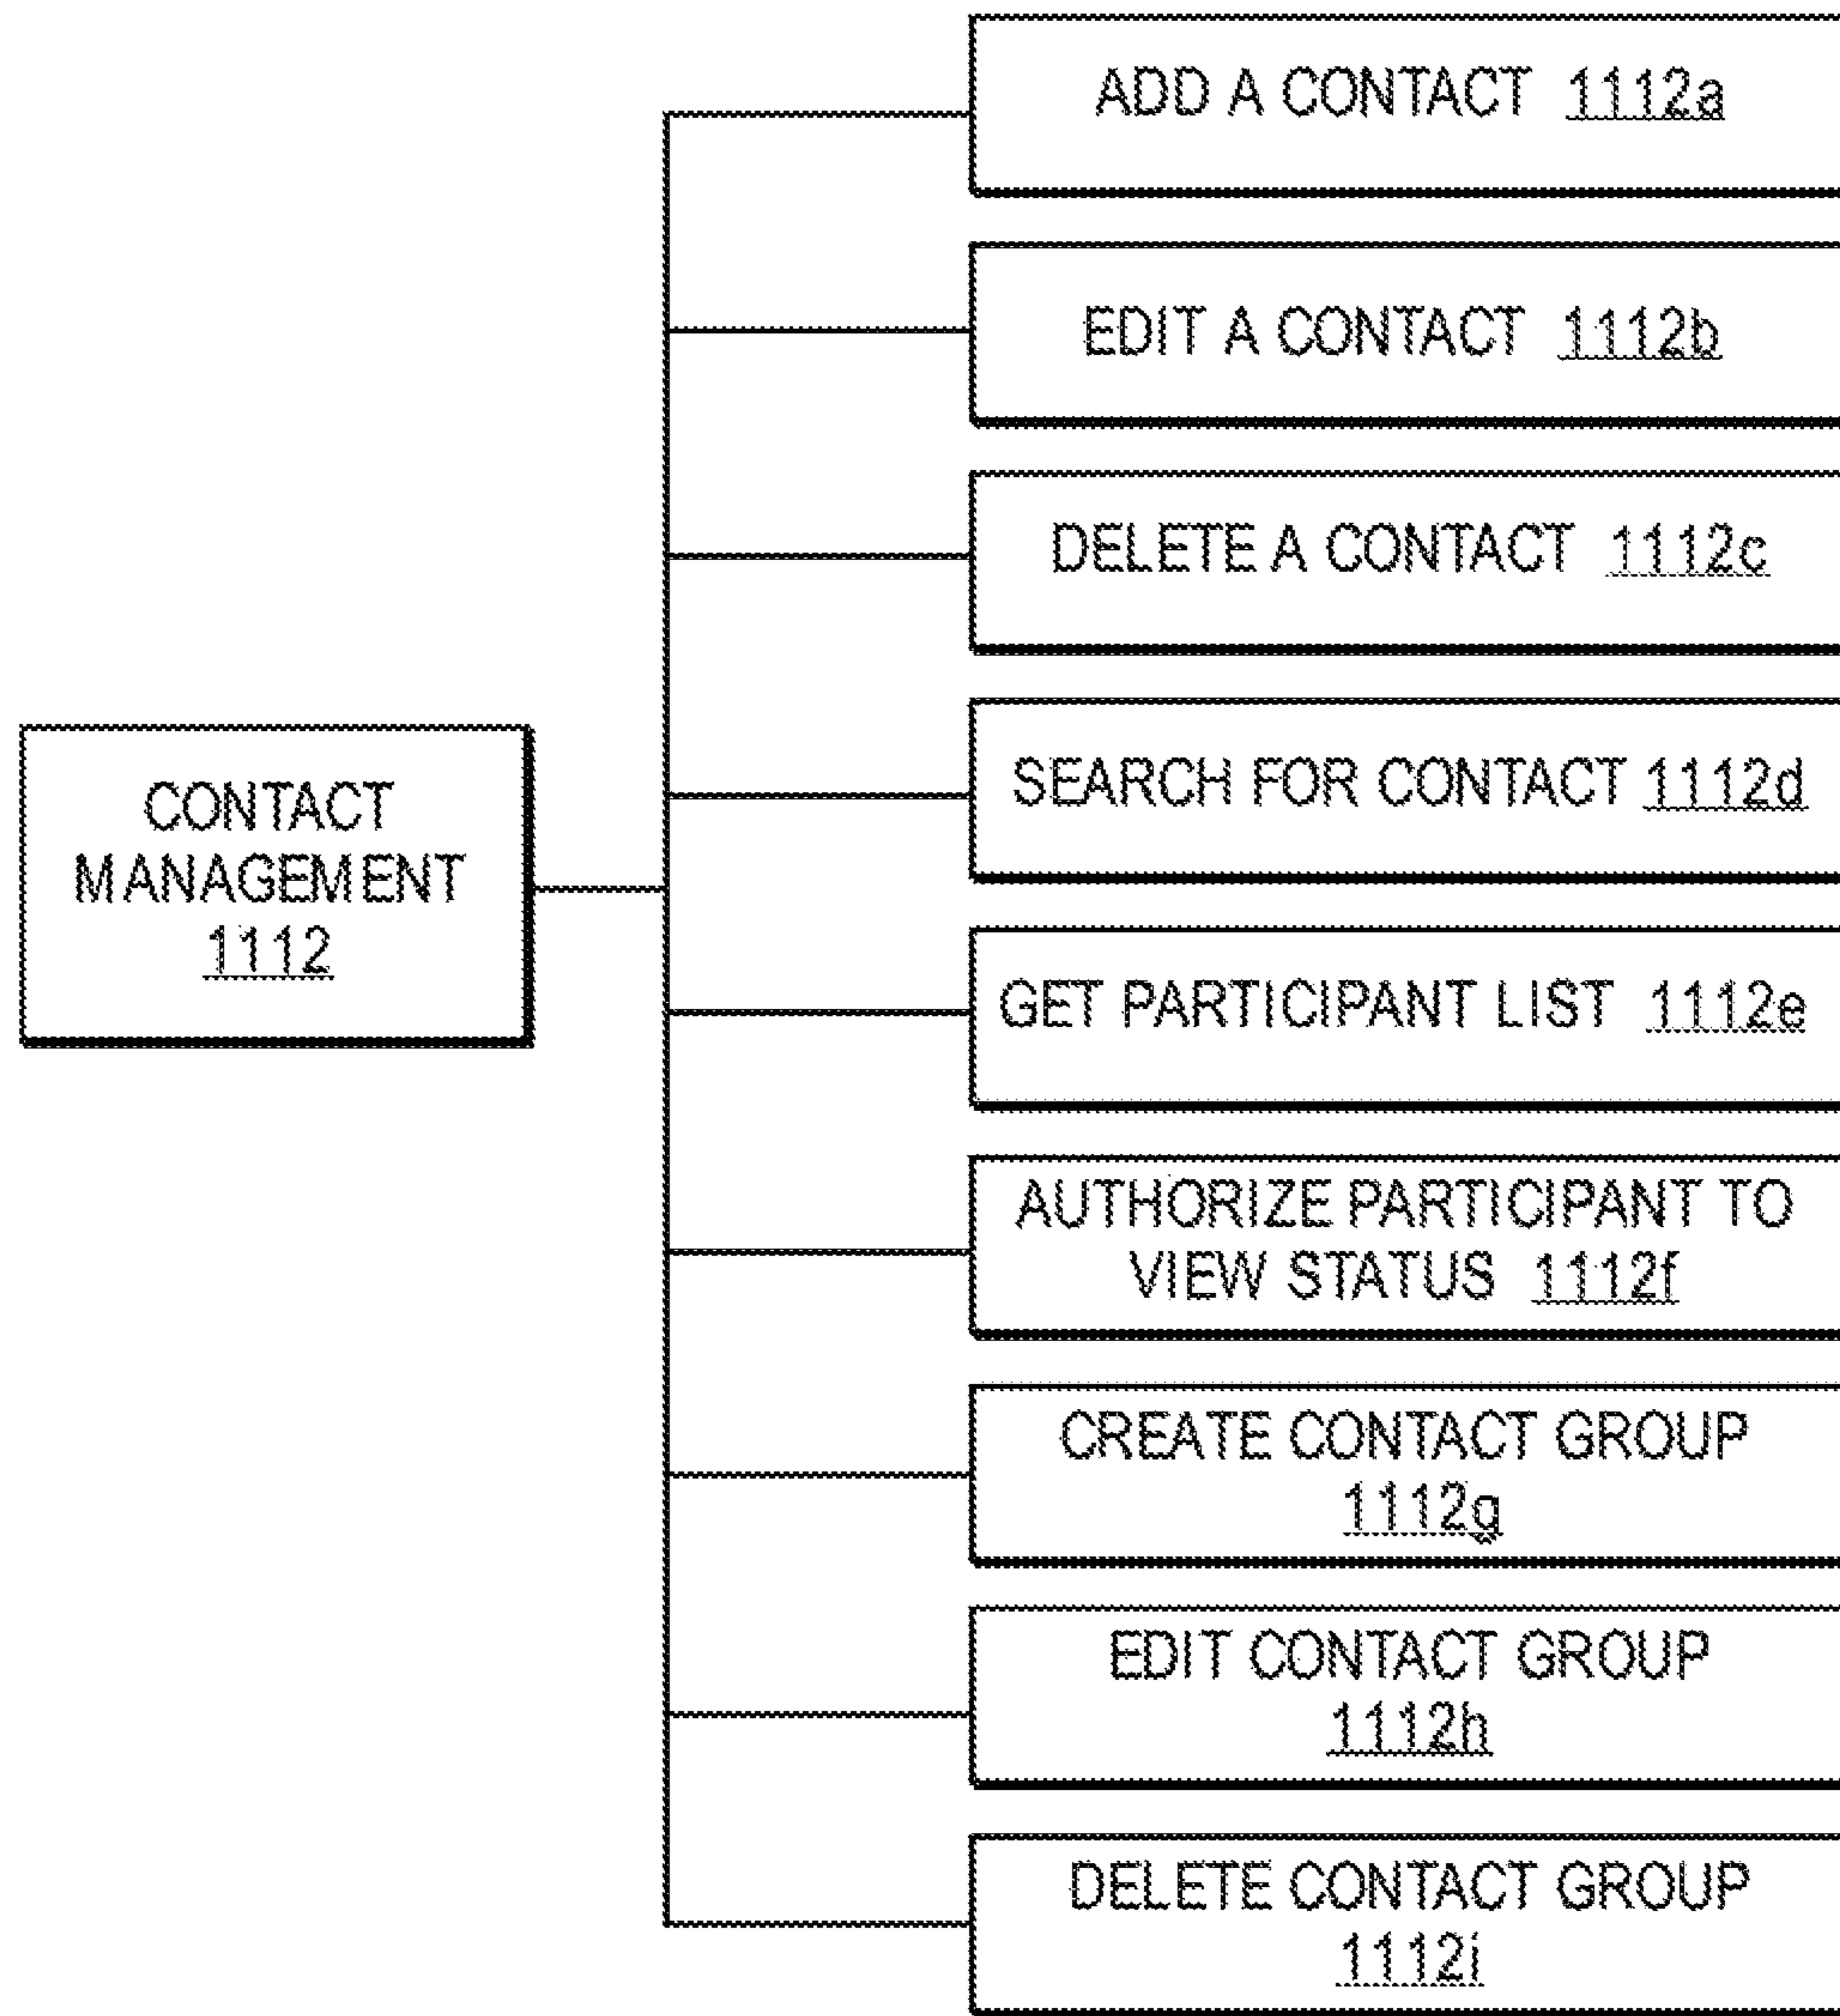 ADD A CONTACT 1112a
EDIT A CONTACT 1112b
DELETE A CONTACT 1112c
SEARCH FOR CONTACT 1112d
CONTACT
MANAGEMENT
1112
GET PARTICIPANT LIST 1112e
AUTHORIZE PARTICIPANT TO
VIEW STATUS 1112f
CREATE CONTACT GROUP
1112g
EDIT CONTACT GROUP
1112h
DELETE CONTACT GROUP
1112i